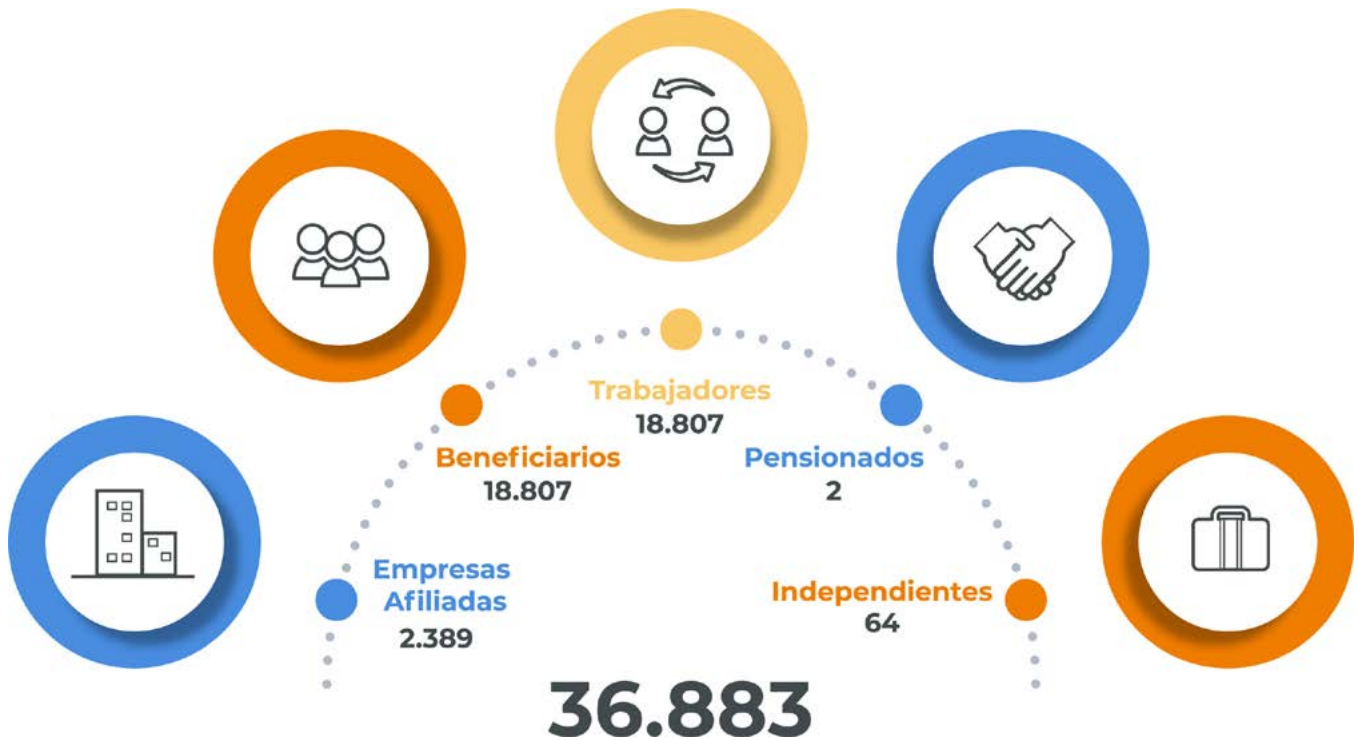 Trabajadores
18.807
Beneficiarios
18.807
Pensionados
2
Empresas
Afiliadas
2.389
Independientes
64
36.883